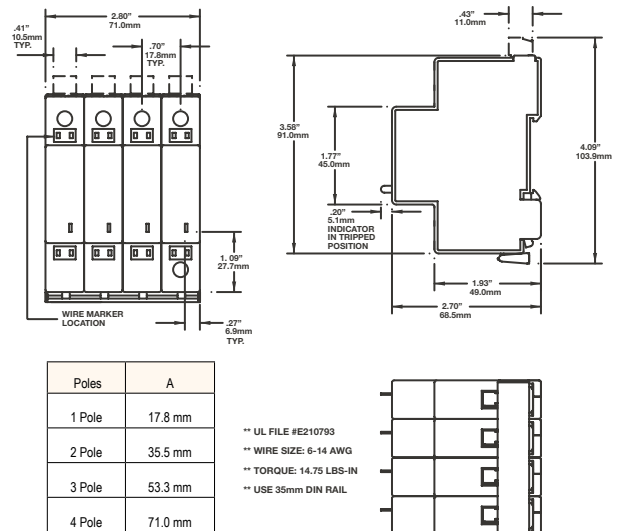 2.80"
71.0mm
.41"
10.5mm
TYP.
.70"
17.8mm
TYP.
1. 09"
27.7mm
WIRE MARKER
LOCATION
.27"
6.9mm
TYP.
.43"
11.0mm
3.58"
91.0mm
1.77"
45.0mm
4.09"
103.9mm
.20"
5.1mm
INDICATOR
IN TRIPPED
POSITION
1.93"
49.0mm
2.70"
68.5mm
Poles A
1 Pole 17.8 mm
2 Pole 35.5 mm
3 Pole 53.3 mm
4 Pole 71.0 mm
** UL FILE #E210793
** WIRE SIZE: 6-14 AWG
** TORQUE: 14.75 LBS-IN
** USE 35mm DIN RAIL